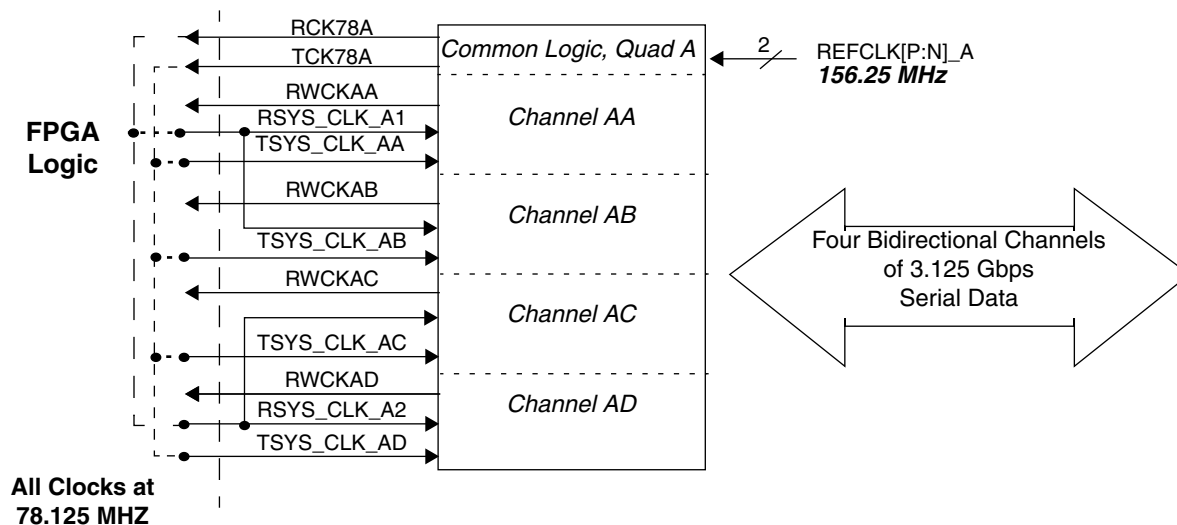 RCK78A
TCK78A
RWCKAA
RSYS_CLK_A1
TSYS_CLK_AA
RWCKAB
TSYS_CLK_AB
RWCKAC
TSYS_CLK_AC
RWCKAD
RSYS_CLK_A2
TSYS_CLK_AD
FPGA
Logic
All Clocks at
78.125 MHZ
Common Logic, Quad A
Channel AA
Channel AB
Channel AC
Channel AD
2
REFCLK[P:N]_A
156.25 MHz
Four Bidirectional Channels
of 3.125 Gbps
Serial Data